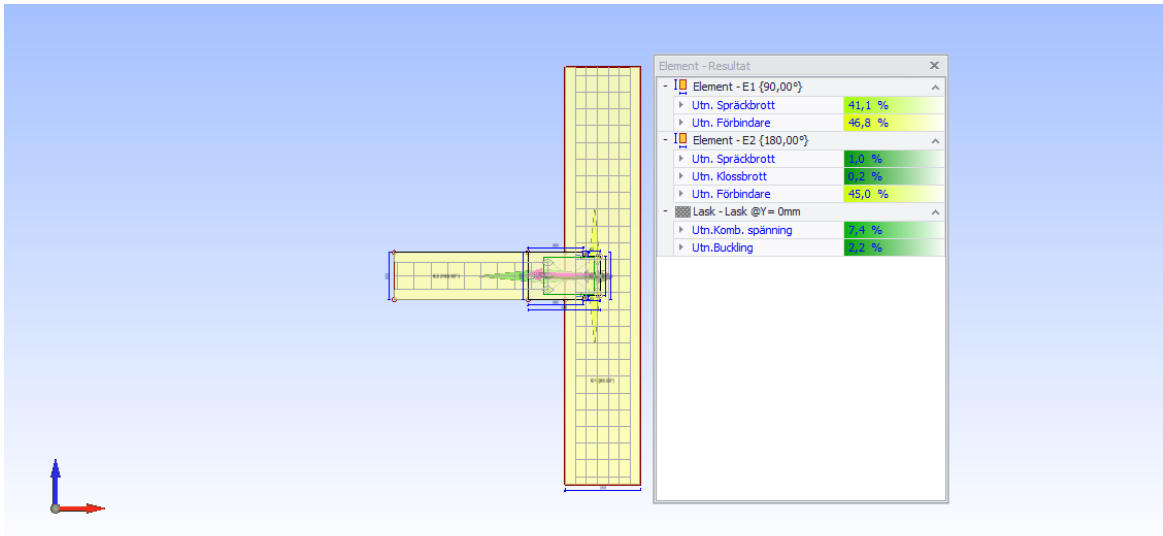 Element - Resultat
Element - E1 {90,00°}
Utn. Spräckbrott 41,1 %
Utn. Förbindare 46,8 %
Element - E2 {180,00°}
Utn. Spräckbrott 1,0 %
Utn. Klossbrott 0,2 %
Utn. Förbindare 45,0 %
Lask - Lask @Y= 0mm
Utn.Komb. spänning 7,4 %
Utn.Buckling 2,2 %